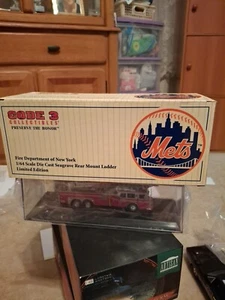 CODE 3
COLLECTIBLES
PRESERVE THE HONOR
Mets
Fire Department of New York
1/64 Scale Die Cast Seagrave Rear Mount Ladder
Limited Edition